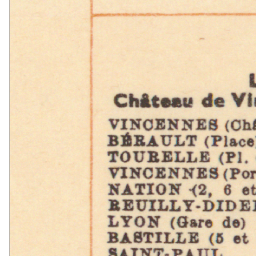 L
Château de Vi
VINCENNES (Châ
BÉRAULT (Place
TOURELLE (Pl.
VINCENNES (Por
NATION (2, 6 et
REUILLY-DIDE
LYON (Gare de)
BASTILLE (5 et
SAINT-PAUL